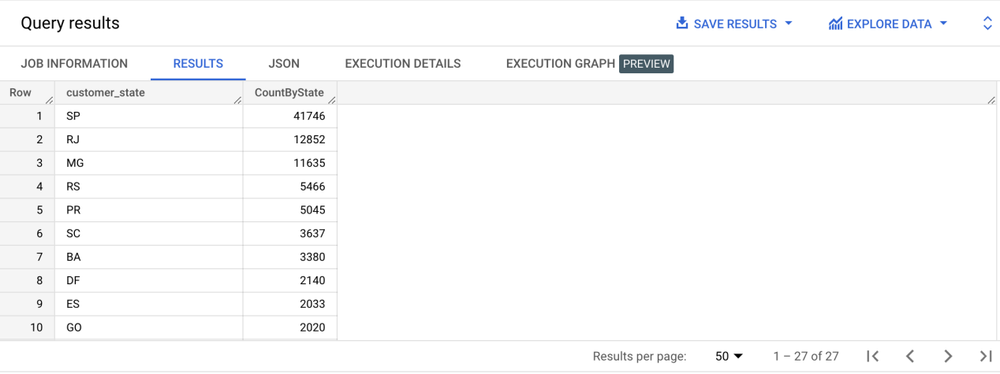 Query results SAVE RESULTS EXPLORE DATA
JOB INFORMATION RESULTS JSON EXECUTION DETAILS EXECUTION GRAPH PREVIEW
Row customer_state CountByState
1 SP 41746
2 RJ 12852
3 MG 11635
4 RS 5466
5 PR 5045
6 SC 3637
7 BA 3380
8 DF 2140
9 ES 2033
10 GO 2020
Results per page: 50 1 – 27 of 27